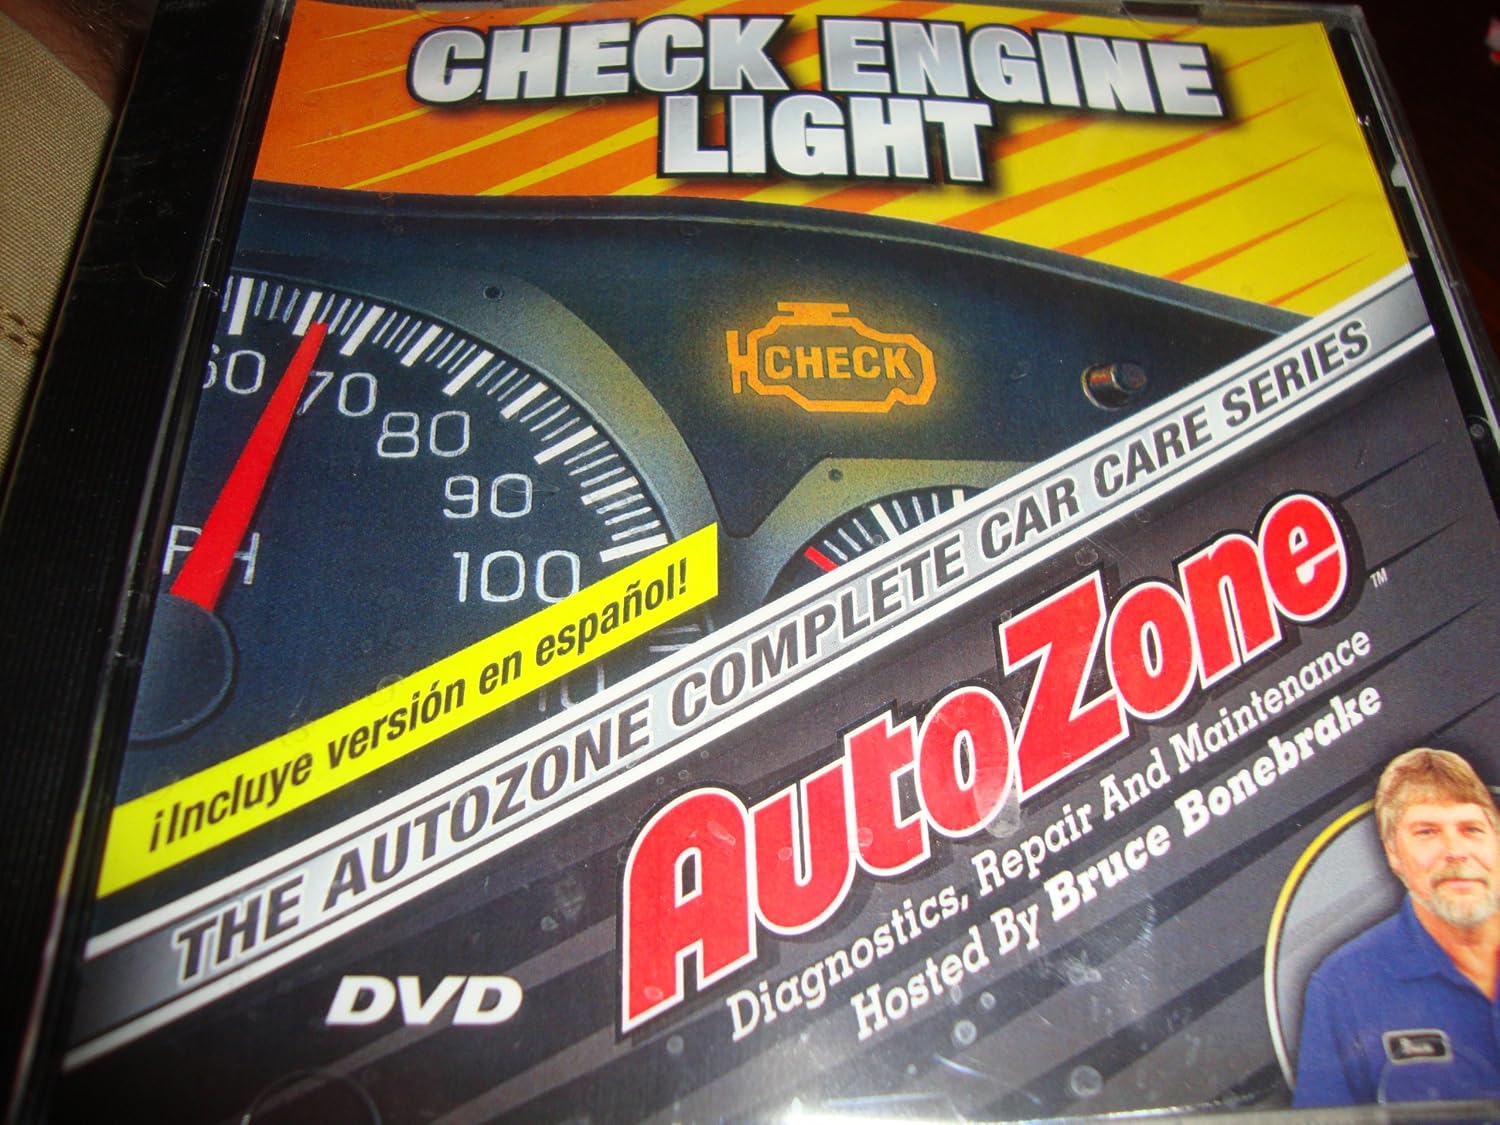 CHECK ENGINE
LIGHT
CHECK
60
70
80
90
100
¡Incluye versión en español!
THE AUTOZONE COMPLETE CAR CARE SERIES
AutoZone™
Diagnostics, Repair And Maintenance
Hosted By Bruce Bonebrake
DVD